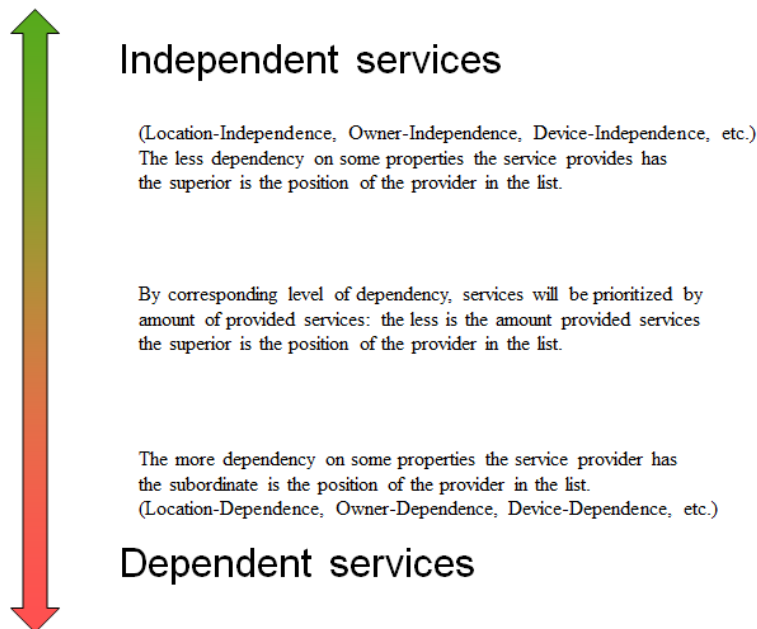 Independent services
(Location-Independence, Owner-Independence, Device-Independence, etc.)
The less dependency on some properties the service provides has
the superior is the position of the provider in the list.
By corresponding level of dependency, services will be prioritized by
amount of provided services: the less is the amount provided services
the superior is the position of the provider in the list.
The more dependency on some properties the service provider has
the subordinate is the position of the provider in the list.
(Location-Dependence, Owner-Dependence, Device-Dependence, etc.)
Dependent services